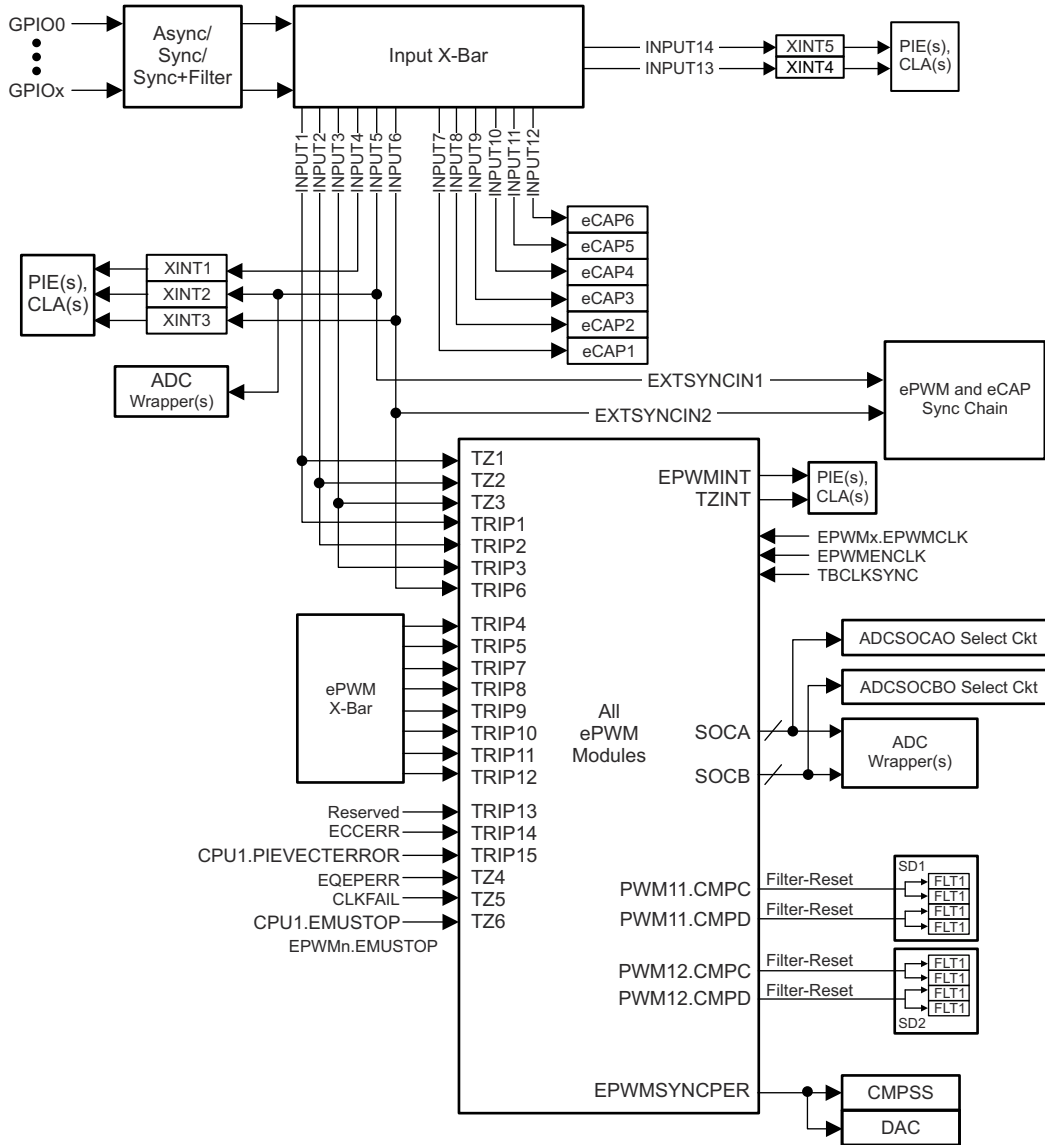 GPIO0
GPIOx
Async/
Sync/
Sync+Filter
Input X-Bar
INPUT14
INPUT13
XINT5
XINT4
PIE(s),
CLA(s)
INPUT1
INPUT2
INPUT3
INPUT4
INPUT5
INPUT6
INPUT7
INPUT8
INPUT9
INPUT10
INPUT11
INPUT12
eCAP6
eCAP5
eCAP4
eCAP3
eCAP2
eCAP1
PIE(s),
CLA(s)
XINT1
XINT2
XINT3
ADC
Wrapper(s)
EXTSYNCIN1
EXTSYNCIN2
ePWM and eCAP
Sync Chain
TZ1
TZ2
TZ3
TRIP1
TRIP2
TRIP3
TRIP6
EPWMINT
TZINT
PIE(s),
CLA(s)
EPWMx.EPWMCLK
EPWMENCLK
TBCLKSYNC
ePWM
X-Bar
TRIP4
TRIP5
TRIP7
TRIP8
TRIP9
TRIP10
TRIP11
TRIP12
All
ePWM
Modules
SOCA
SOCB
ADCSOCAO Select Ckt
ADCSOCBO Select Ckt
ADC
Wrapper(s)
Reserved
ECCERR
CPU1.PIEVECTERROR
EQEPERR
CLKFAIL
CPU1.EMUSTOP
EPWMn.EMUSTOP
TRIP13
TRIP14
TRIP15
TZ4
TZ5
TZ6
PWM11.CMPC
PWM11.CMPD
PWM12.CMPC
PWM12.CMPD
Filter-Reset
Filter-Reset
Filter-Reset
Filter-Reset
SD1
FLT1
FLT1
FLT1
FLT1
FLT1
FLT1
FLT1
FLT1
SD2
EPWMSYNCPER
CMPSS
DAC